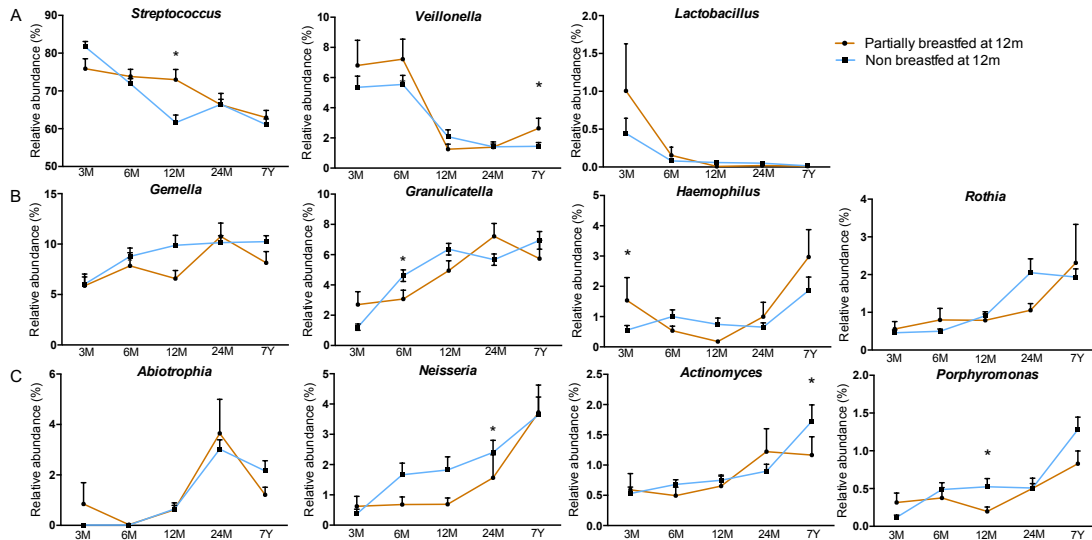 A
Streptococcus
Relative abundance (%)
90
80
70
60
50
*
3M 6M 12M 24M 7Y
Veillonella
Relative abundance (%)
10
8
6
4
2
0
*
3M 6M 12M 24M 7Y
Lactobacillus
Relative abundance (%)
2.0
1.5
1.0
0.5
0.0
3M 6M 12M 24M 7Y
Partially breastfed at 12m
Non breastfed at 12m
B
Gemella
Relative abundance (%)
15
10
5
0
3M 6M 12M 24M 7Y
Granulicatella
Relative abundance (%)
10
8
6
4
2
0
*
3M 6M 12M 24M 7Y
Haemophilus
Relative abundance (%)
5
4
3
2
1
0
*
3M 6M 12M 24M 7Y
Rothia
Relative abundance (%)
4
3
2
1
0
3M 6M 12M 24M 7Y
C
Abiotrophia
Relative abundance (%)
6
4
2
0
3M 6M 12M 24M 7Y
Neisseria
Relative abundance (%)
5
4
3
2
1
0
*
3M 6M 12M 24M 7Y
Actinomyces
Relative abundance (%)
2.5
2.0
1.5
1.0
0.5
0.0
*
3M 6M 12M 24M 7Y
Porphyromonas
Relative abundance (%)
2.0
1.5
1.0
0.5
0.0
*
3M 6M 12M 24M 7Y